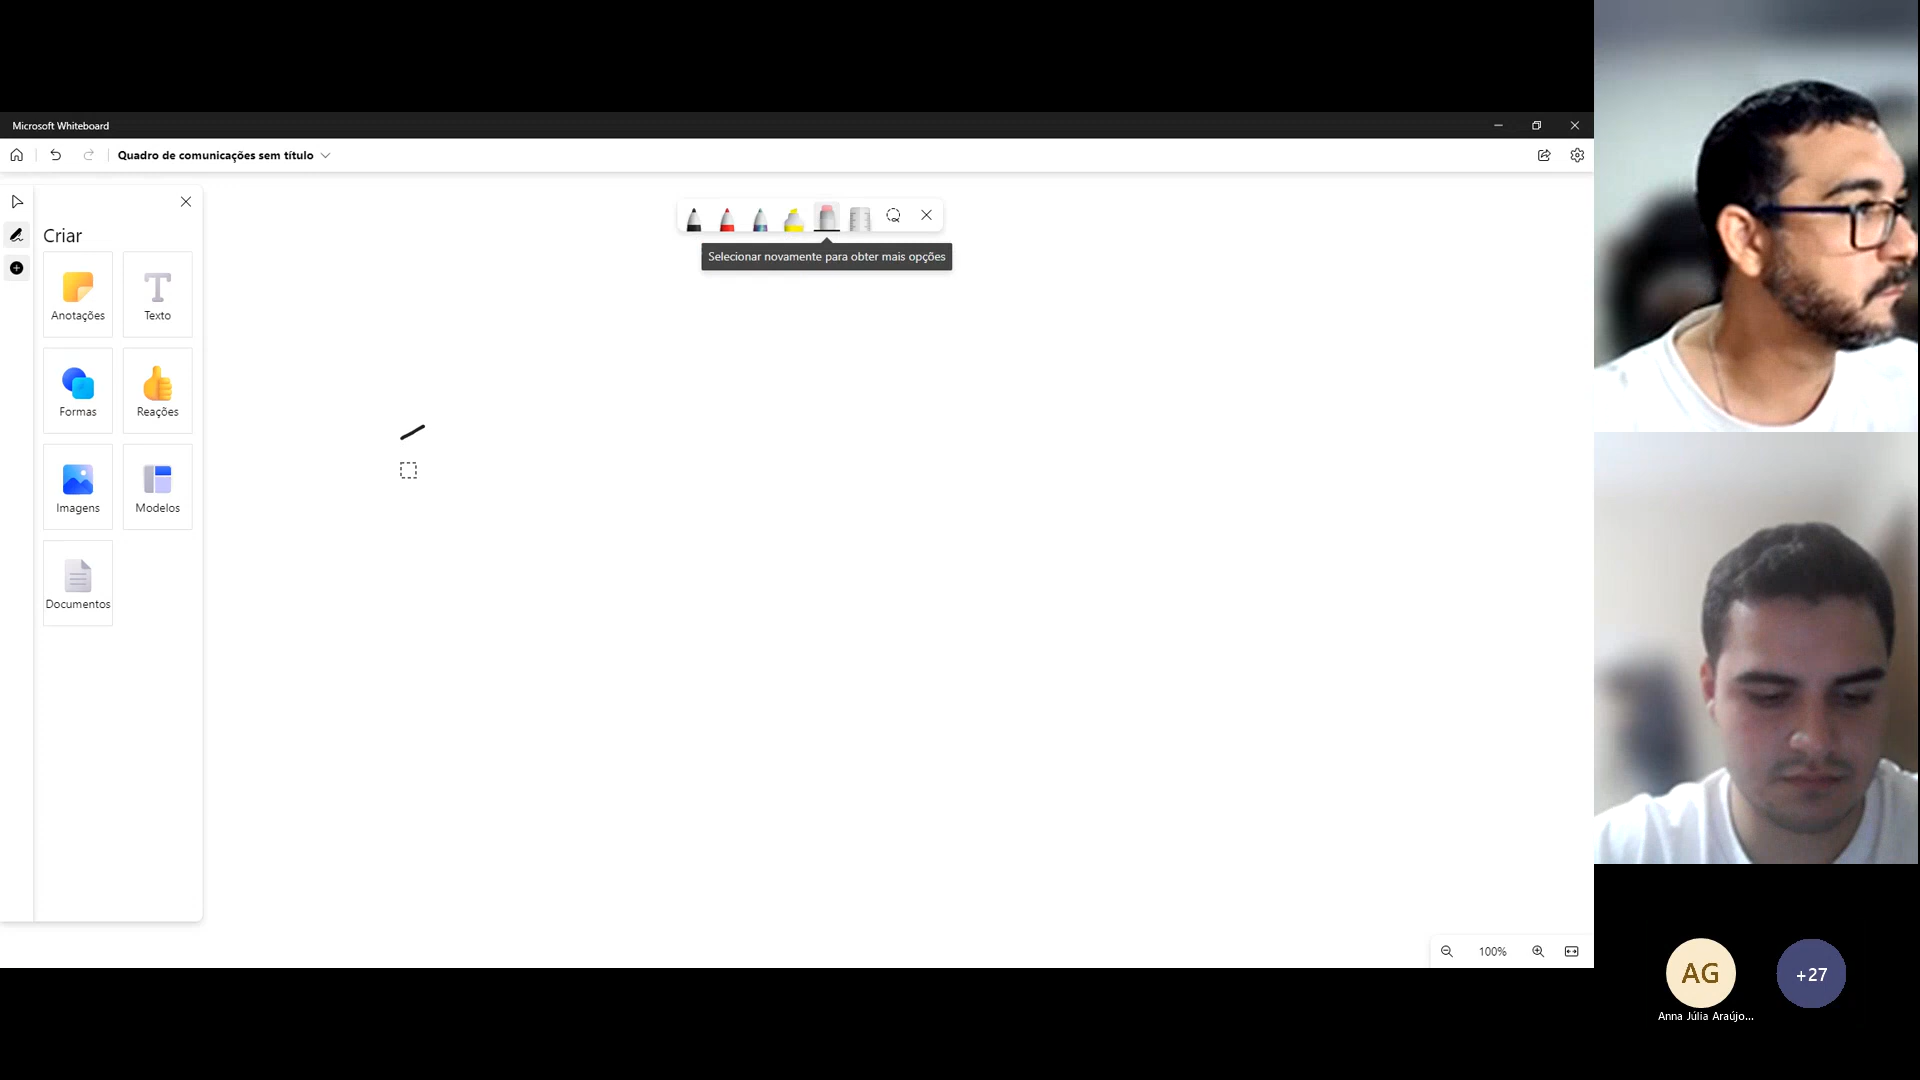 Microsoft Whiteboard
Quadro de comunicações sem título
Criar
Selecionar novamente para obter mais opções
Anotações
Texto
Formas
Reações
Imagens
Modelos
Documentos
100%
AG
+27
Anna Júlia Araújo...